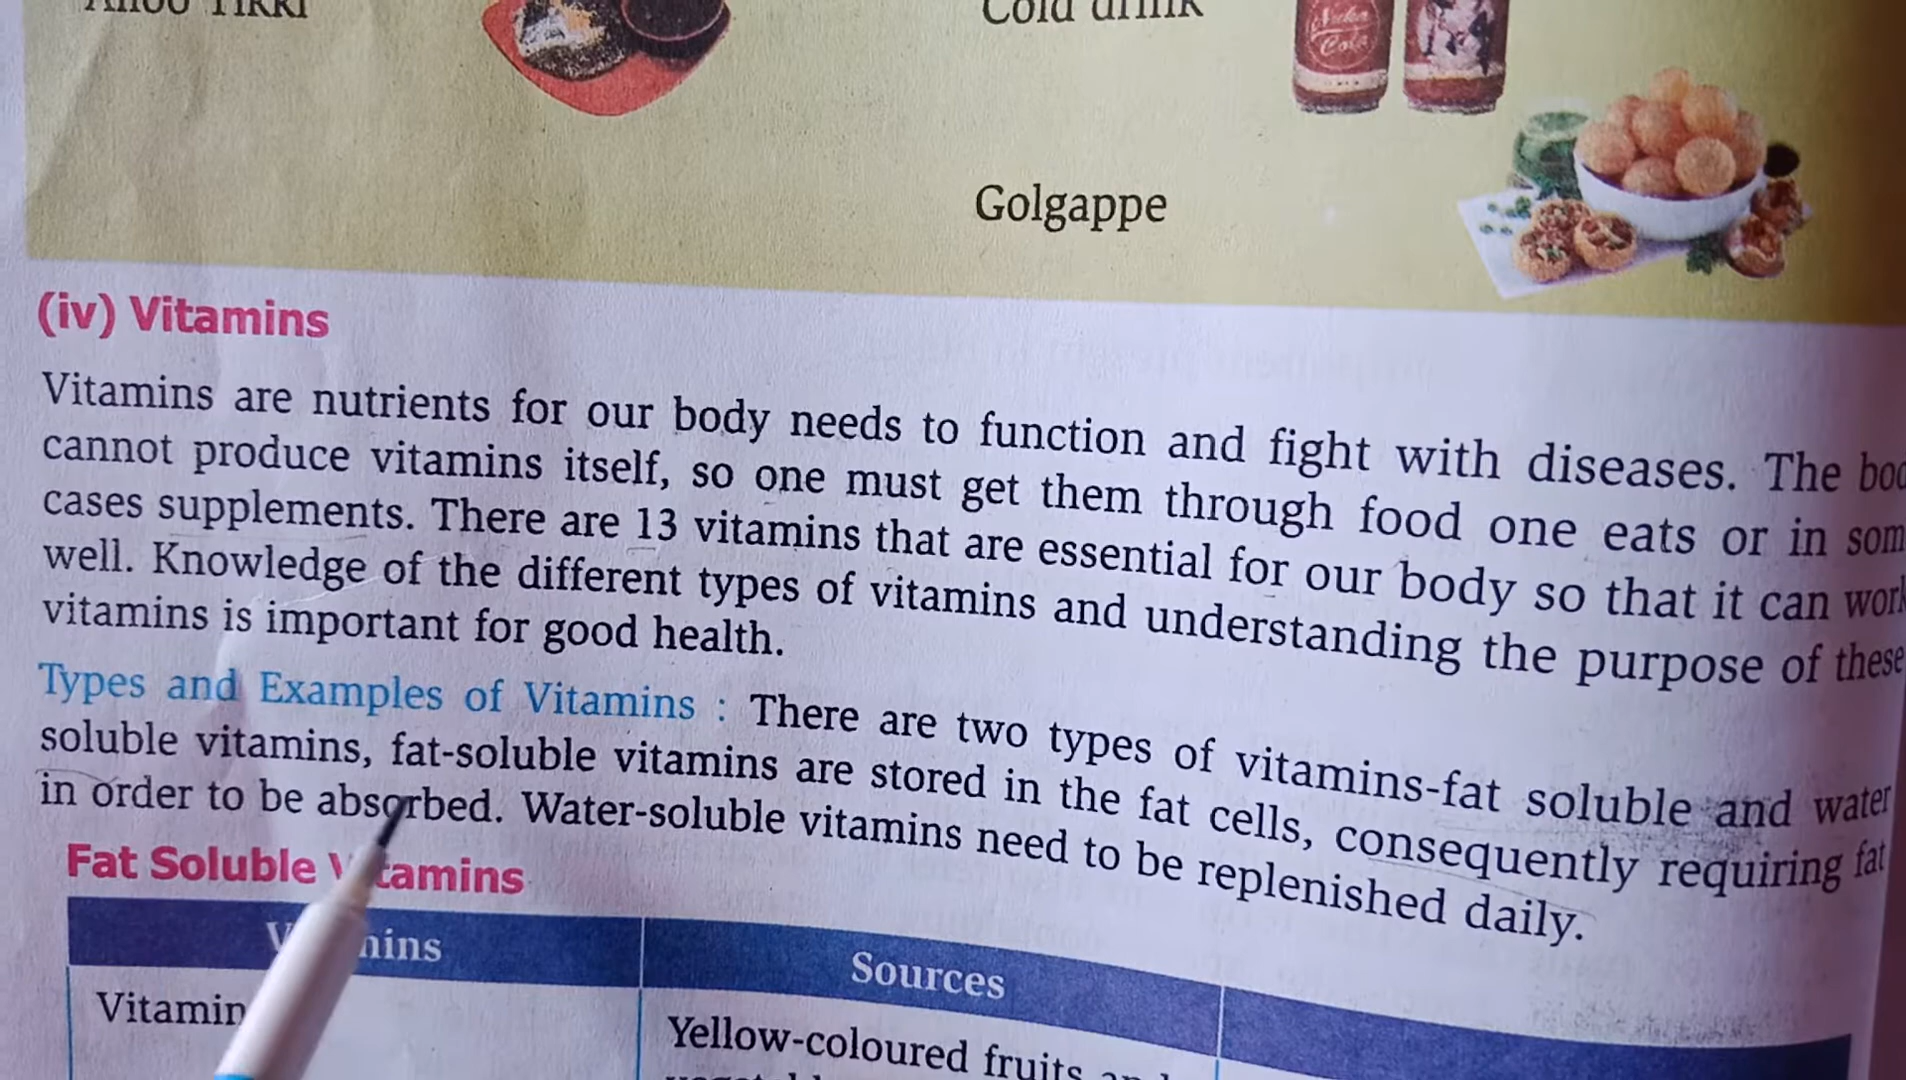 Cold drink
Golgappe
(iv) Vitamins
Vitamins are nutrients for our body needs to function and fight with diseases. The
cannot produce vitamins itself, so one must get them through food one eats or in
cases supplements. There are 13 vitamins that are essential for our body so that it can
well. Knowledge of the different types of vitamins and understanding the purpose of these
vitamins is important for good health.
Types and Examples of Vitamins : There are two types of vitamins-fat soluble and water
soluble vitamins, fat-soluble vitamins are stored in the fat cells, consequently requiring fat
in order to be absorbed. Water-soluble vitamins need to be replenished daily.
Fat Soluble Vitamins
Vitamins
Sources
Vitamin
Yellow-coloured fruits